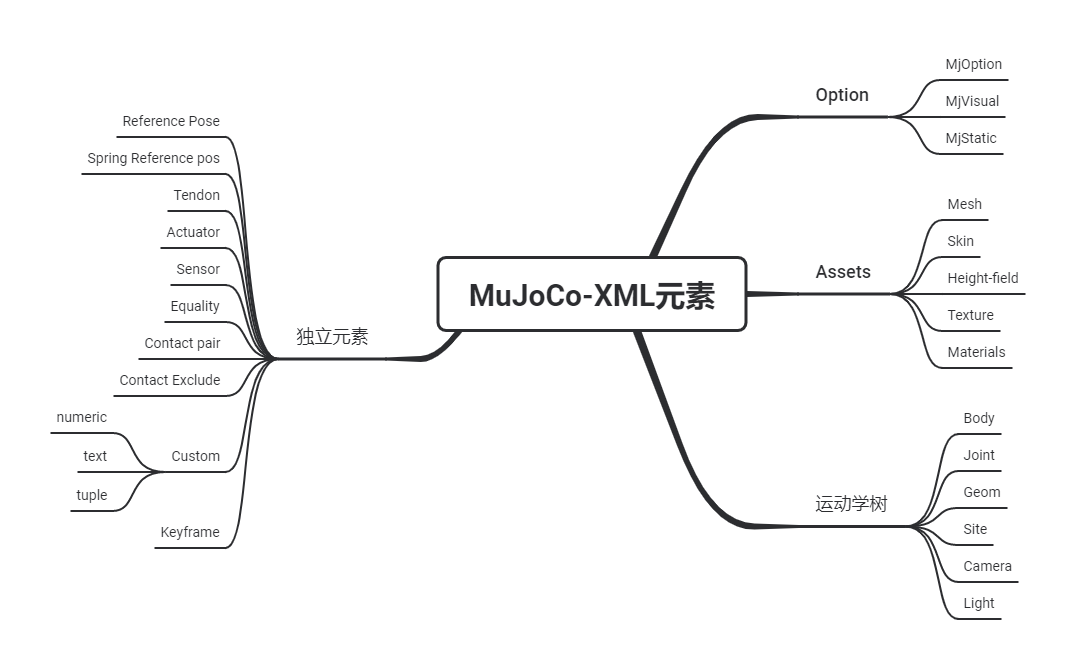 MuJoCo-XML元素
Option
MjOption
MjVisual
MjStatic
Assets
Mesh
Skin
Height-field
Texture
Materials
运动学树
Body
Joint
Geom
Site
Camera
Light
独立元素
Reference Pose
Spring Reference pos
Tendon
Actuator
Sensor
Equality
Contact pair
Contact Exclude
Custom
numeric
text
tuple
Keyframe